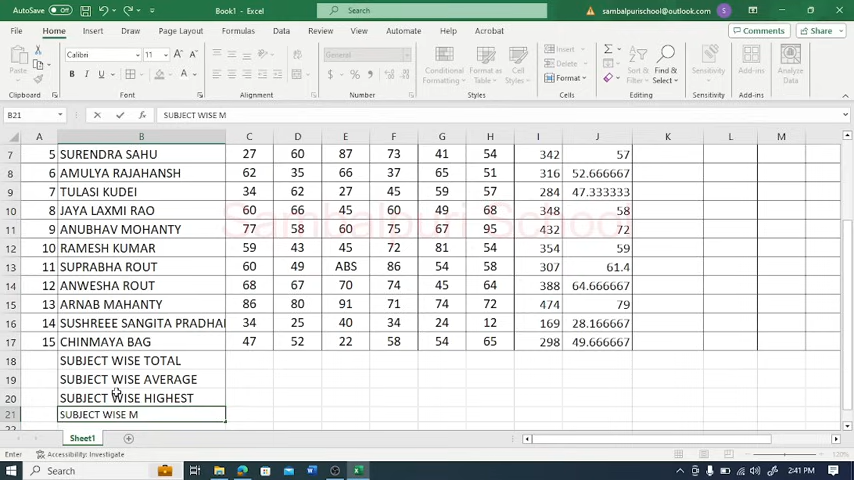 AutoSave Off Book1 - Excel Search sambalpurischool@outlook.com S
File Home Insert Draw Page Layout Formulas Data Review View Automate Help Acrobat Comments Share
Paste Calibri 11 General Conditional Formatting Format as Table Cell Styles Insert Delete Format Sort & Filter Find & Select Sensitivity Add-ins Analyze Data
Clipboard Font Alignment Number Styles Cells Editing Sensitivity Add-ins
B21 SUBJECT WISE M
A B C D E F G H I J K L M
7 5 SURENDRA SAHU 27 60 87 73 41 54 342 57
8 6 AMULYA RAJAHANSH 62 35 66 37 65 51 316 52.666667
9 7 TULASI KUDEI 34 62 27 45 59 57 284 47.333333
10 8 JAYA LAXMI RAO 60 66 45 60 49 68 348 58
11 9 ANUBHAV MOHANTY 77 58 60 75 67 95 432 72
Sambalpuri School
12 10 RAMESH KUMAR 59 43 45 72 81 54 354 59
13 11 SUPRABHA ROUT 60 49 ABS 86 54 58 307 61.4
14 12 ANWESHA ROUT 68 67 70 74 45 64 388 64.666667
15 13 ARNAB MAHANTY 86 80 91 71 74 72 474 79
16 14 SUSHREEE SANGITA PRADHAI 34 25 40 34 24 12 169 28.166667
17 15 CHINMAYA BAG 47 52 22 58 54 65 298 49.666667
18 SUBJECT WISE TOTAL
19 SUBJECT WISE AVERAGE
20 SUBJECT WISE HIGHEST
21 SUBJECT WISE M
Sheet1
Enter Accessibility: Investigate 120%
Search 2:41 PM